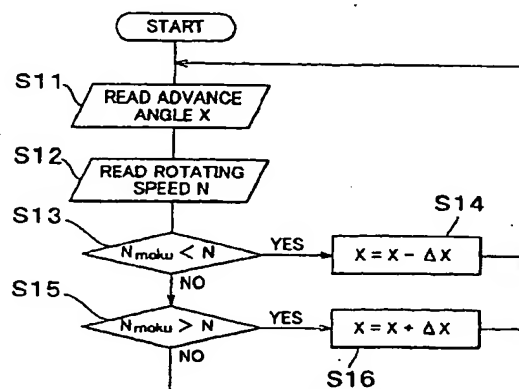 START
S11
READ ADVANCE
ANGLE X
S12
READ ROTATING
SPEED N
S13
Nmoku < N
YES
S14
X = X - ΔX
NO
S15
Nmoku > N
YES
X = X + ΔX
S16
NO